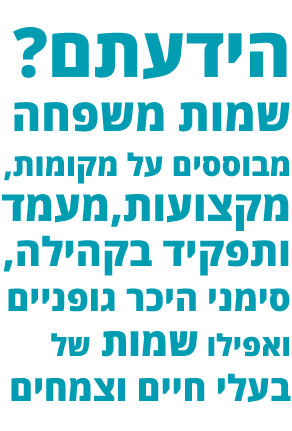 הידעתם?
שמות משפחה
מבוססים על מקומות,
מקצועות,מעמד
ותפקיד בקהילה,
סימני היכר גופניים
ואפילו שמות של
בעלי חיים וצמחים